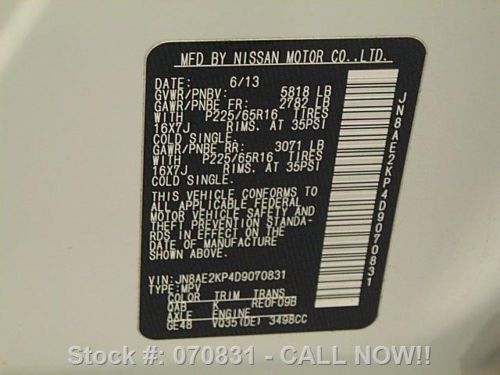 MFD BY NISSAN MOTOR CO.,LTD.
DATE: 6/13
GVWR/PNBV: 5818 LB
GAWR/PNBE FR: 2782 LB
WITH P225/65R16 TIRES
16X7J RIMS. AT 35PSI
COLD SINGLE.
GAWR/PNBE RR: 3071 LB
WITH P225/65R16 TIRES
16X7J RIMS. AT 35PSI
COLD SINGLE.
THIS VEHICLE CONFORMS TO
ALL APPLICABLE FEDERAL
MOTOR VEHICLE SAFETY AND
THEFT PREVENTION STANDA-
RDS IN EFFECT ON THE
DATE OF MANUFACTURE
SHOWN ABOVE.
VIN: JN8AE2KP4D9070831
TYPE: MPV
COLOR TRIM TRANS
QAB K RE0F09B
AXLE ENGINE
GE48 VQ35(DE) 3498CC
JN8AE2KP4D9070831
Stock #: 070831 - CALL NOW!!